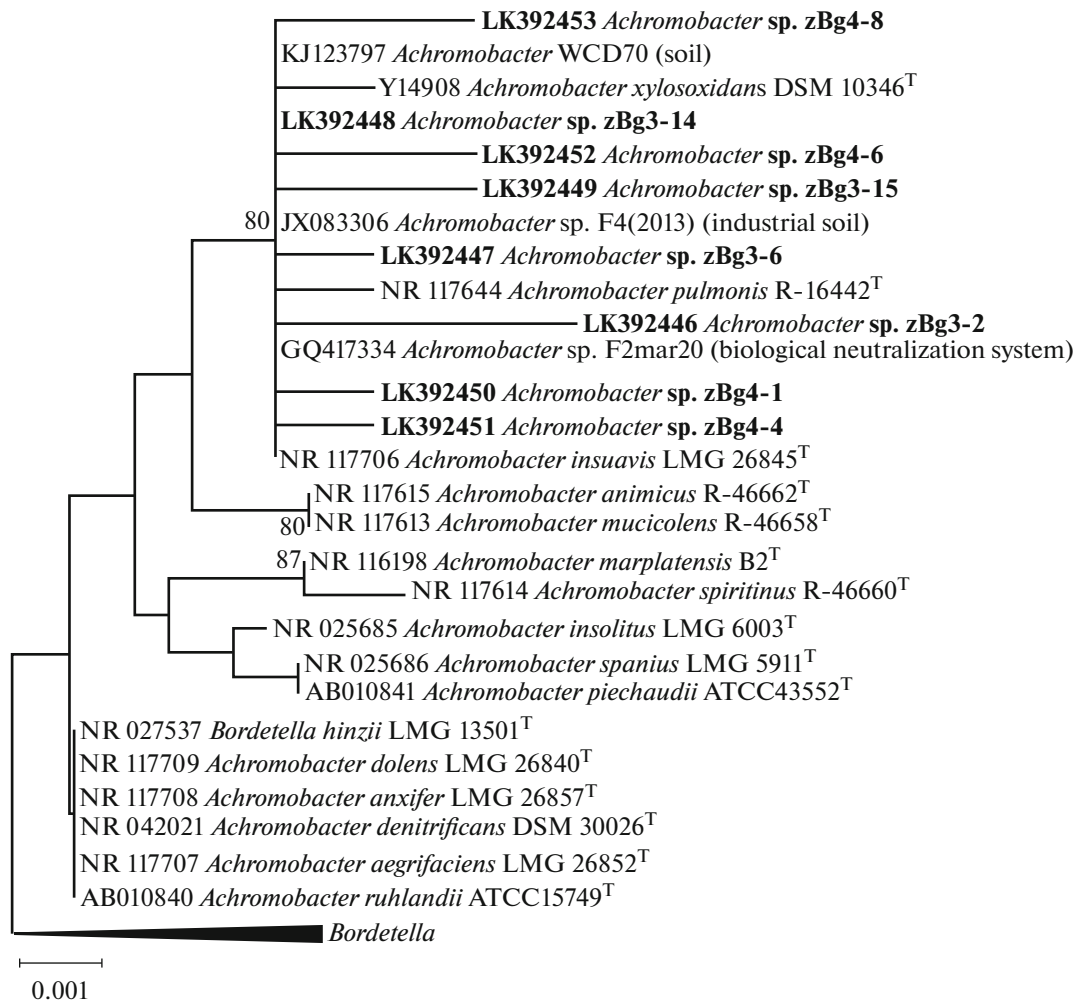 LK392453 Achromobacter sp. zBg4-8
KJ123797 Achromobacter WCD70 (soil)
Y14908 Achromobacter xylosoxidans DSM 10346T
LK392448 Achromobacter sp. zBg3-14
LK392452 Achromobacter sp. zBg4-6
LK392449 Achromobacter sp. zBg3-15
80 JX083306 Achromobacter sp. F4(2013) (industrial soil)
LK392447 Achromobacter sp. zBg3-6
NR 117644 Achromobacter pulmonis R-16442T
LK392446 Achromobacter sp. zBg3-2
GQ417334 Achromobacter sp. F2mar20 (biological neutralization system)
LK392450 Achromobacter sp. zBg4-1
LK392451 Achromobacter sp. zBg4-4
NR 117706 Achromobacter insuavis LMG 26845T
NR 117615 Achromobacter animicus R-46662T
80 NR 117613 Achromobacter mucicolens R-46658T
87 NR 116198 Achromobacter marplatensis B2T
NR 117614 Achromobacter spiritinus R-46660T
NR 025685 Achromobacter insolitus LMG 6003T
NR 025686 Achromobacter spanius LMG 5911T
AB010841 Achromobacter piechaudii ATCC43552T
NR 027537 Bordetella hinzii LMG 13501T
NR 117709 Achromobacter dolens LMG 26840T
NR 117708 Achromobacter anxifer LMG 26857T
NR 042021 Achromobacter denitrificans DSM 30026T
NR 117707 Achromobacter aegrifaciens LMG 26852T
AB010840 Achromobacter ruhlandii ATCC15749T
Bordetella
0.001